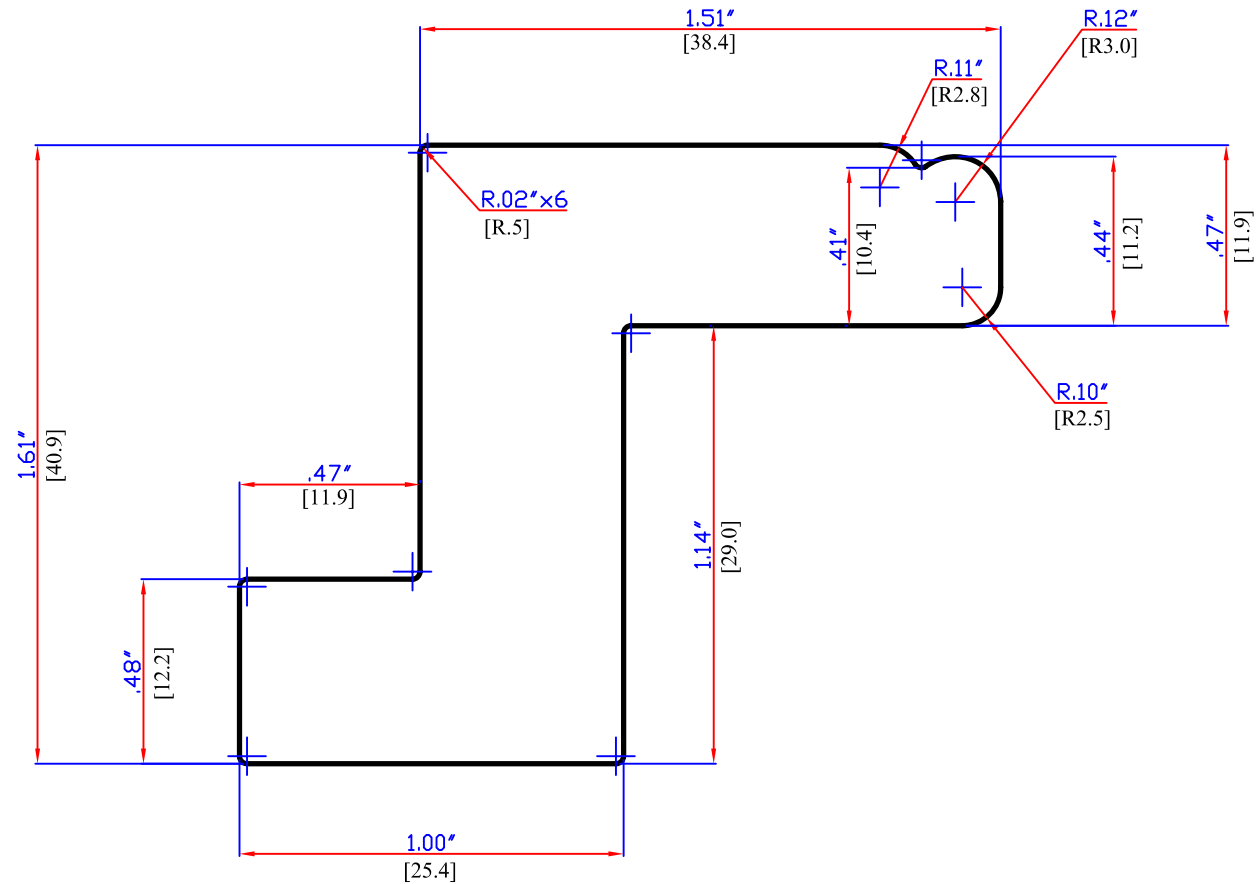 1.51"
[38.4]
R.12"
[R3.0]
R.11"
[R2.8]
R.02"x6
[R.5]
.41"
[10.4]
.44"
[11.2]
.47"
[11.9]
R.10"
[R2.5]
1.61"
[40.9]
.47"
[11.9]
1.14"
[29.0]
.48"
[12.2]
1.00"
[25.4]